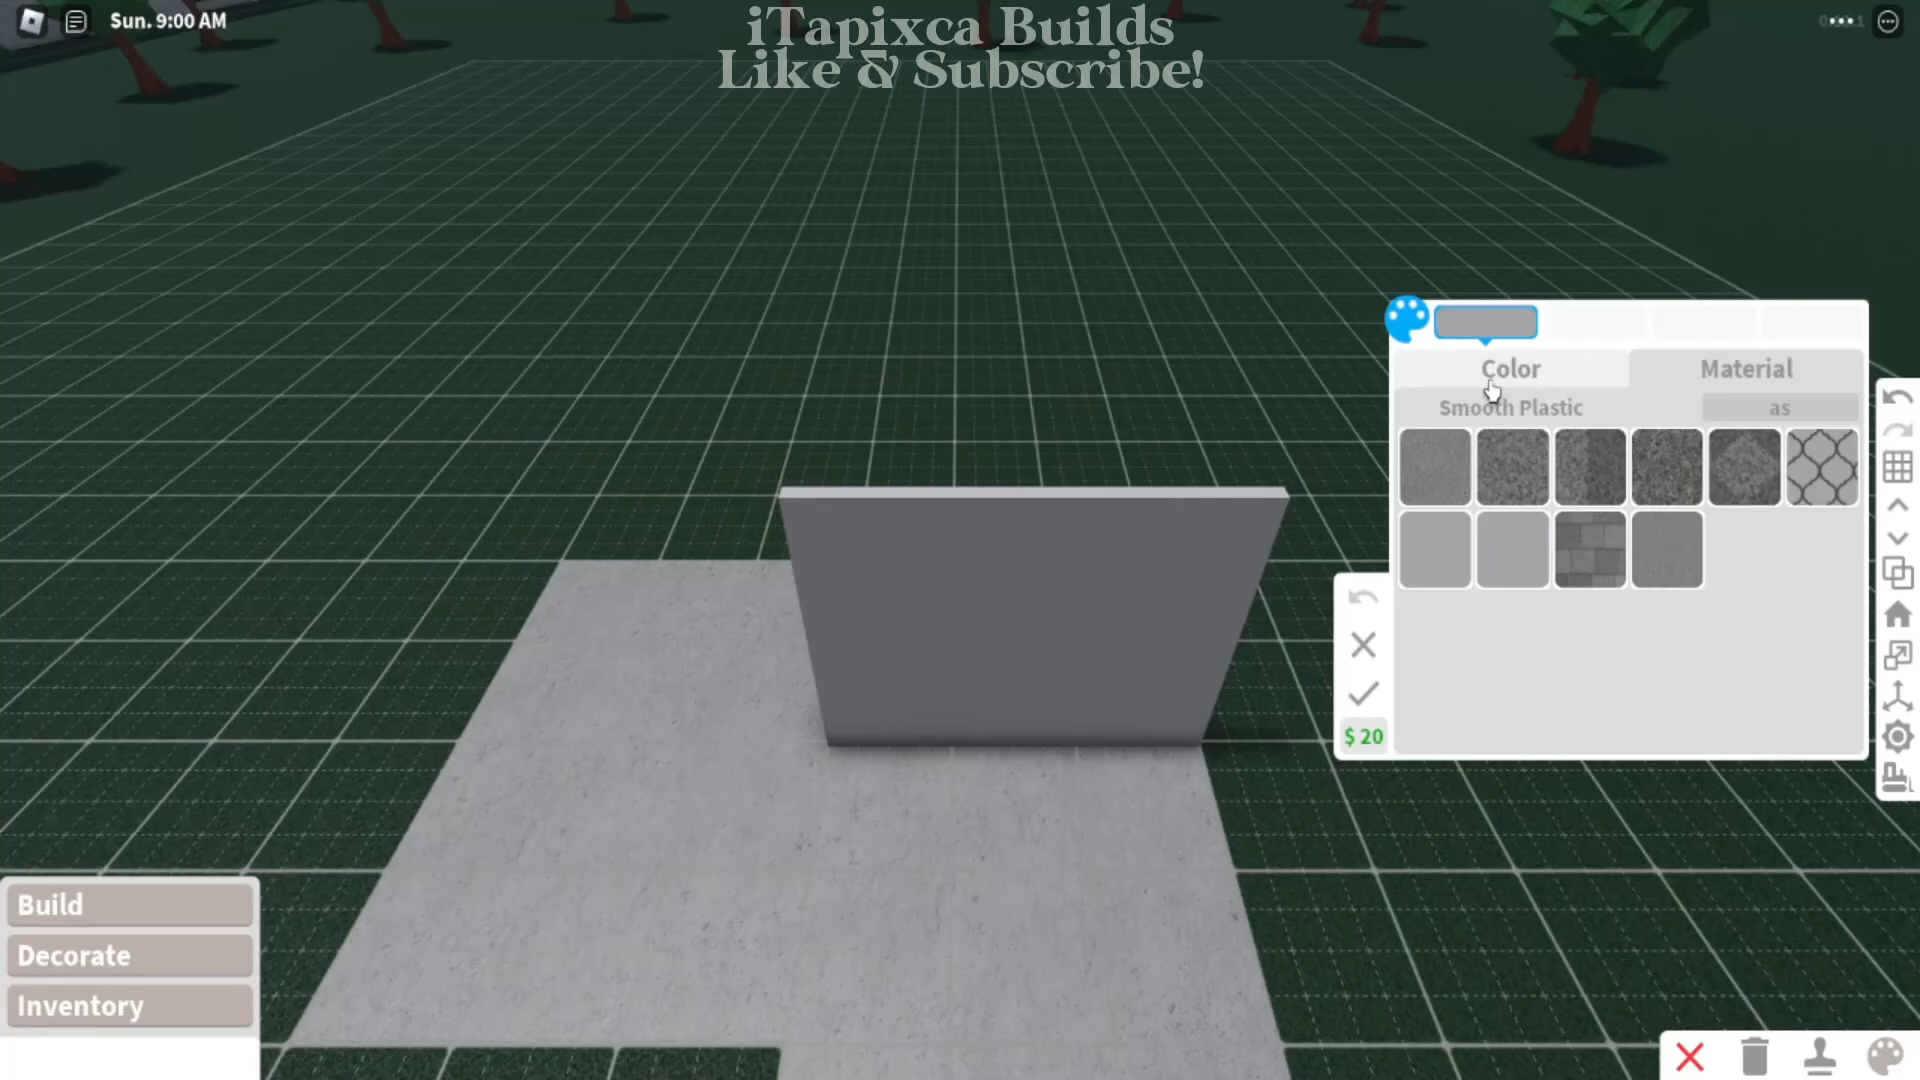 Sun. 9:00 AM
iTapixca Builds
Like & Subscribe!
Color
Material
Smooth Plastic
as
$ 20
Build
Decorate
Inventory